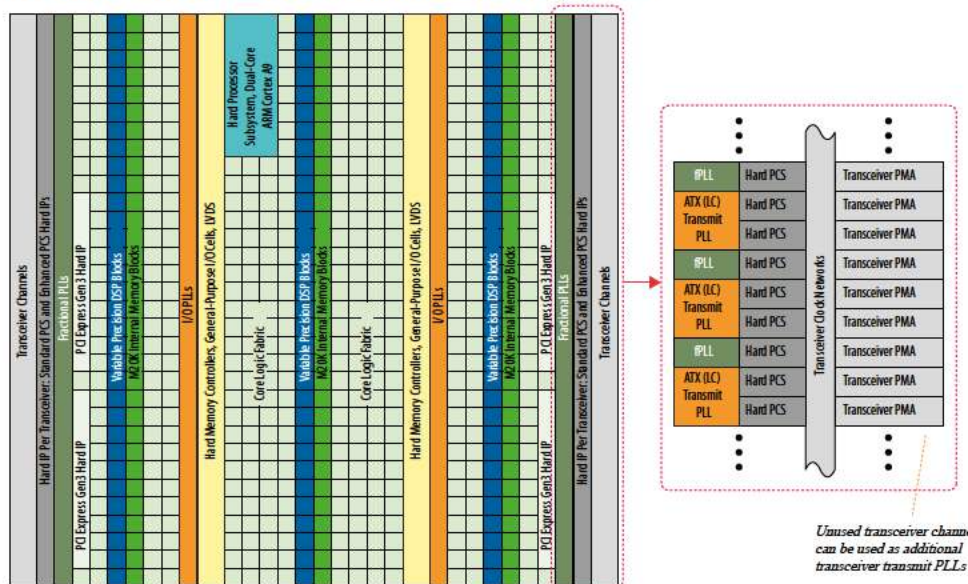 Transceiver Channels
Hard IP Per Transceiver: Standard PCS and Enhanced PCS Hard IPs
Fractional PLLs
PCI Express Gen3 Hard IP
PCI Express Gen3 Hard IP
Variable Precision DSP Blocks
M20K Internal Memory Blocks
I/O PLLs
Hard Memory Controllers, General-Purpose I/O Cells, LVDS
Hard Processor
Subsystem, Dual-Core
ARM Cortex A9
Core Logic Fabric
Variable Precision DSP Blocks
M20K Internal Memory Blocks
Core Logic Fabric
Hard Memory Controllers, General-Purpose I/O Cells, LVDS
I/O PLLs
Variable Precision DSP Blocks
M20K Internal Memory Blocks
PCI Express Gen3 Hard IP
PCI Express Gen3 Hard IP
Fractional PLLs
Hard IP Per Transceiver: Standard PCS and Enhanced PCS Hard IPs
Transceiver Channels
fPLL
ATX (LC)
Transmit
PLL
fPLL
ATX (LC)
Transmit
PLL
fPLL
ATX (LC)
Transmit
PLL
Hard PCS
Hard PCS
Hard PCS
Hard PCS
Hard PCS
Hard PCS
Hard PCS
Hard PCS
Hard PCS
Transceiver Clock Networks
Transceiver PMA
Transceiver PMA
Transceiver PMA
Transceiver PMA
Transceiver PMA
Transceiver PMA
Transceiver PMA
Transceiver PMA
Transceiver PMA
Unused transceiver
can be used as additional
transceiver transmit PLLs